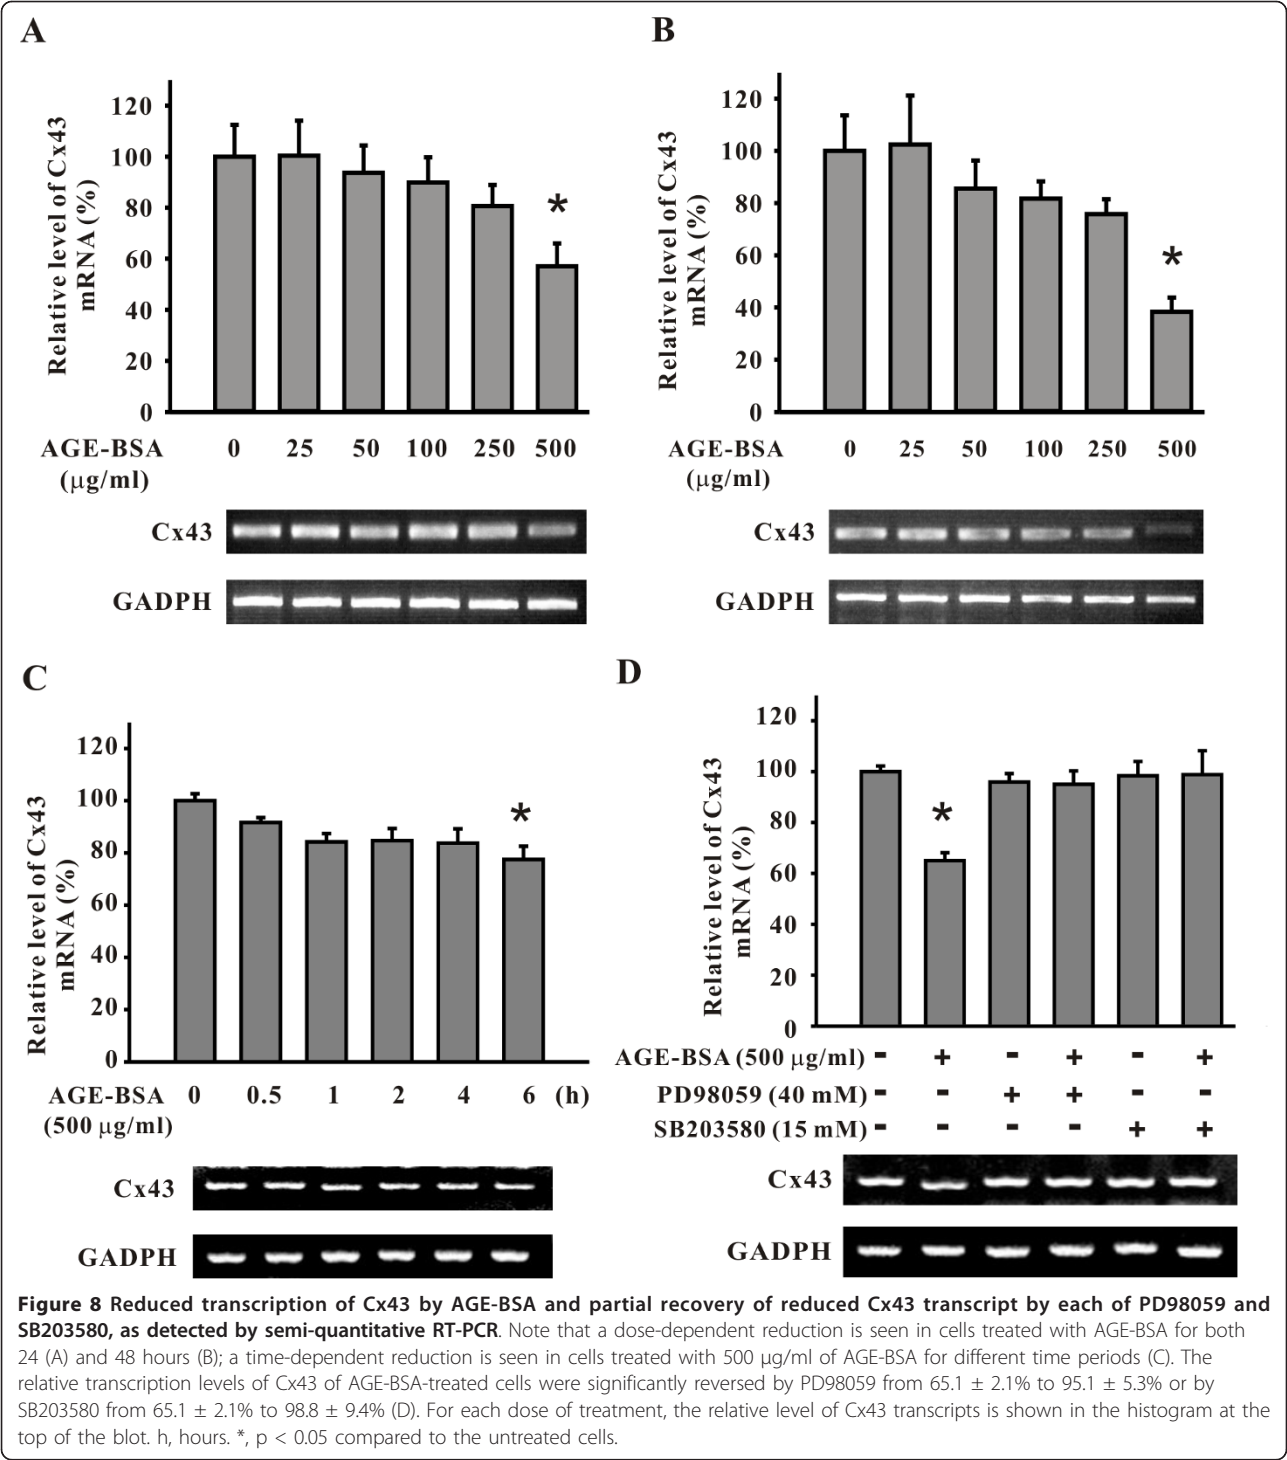 A
Relative level of Cx43
mRNA (%)
120
100
80
60
40
20
0
*
AGE-BSA 0 25 50 100 250 500
(μg/ml)
Cx43
GADPH
B
Relative level of Cx43
mRNA (%)
120
100
80
60
40
20
0
*
AGE-BSA 0 25 50 100 250 500
(μg/ml)
Cx43
GADPH
C
Relative level of Cx43
mRNA (%)
120
100
80
60
40
20
0
*
AGE-BSA 0 0.5 1 2 4 6 (h)
(500 μg/ml)
Cx43
GADPH
D
Relative level of Cx43
mRNA (%)
120
100
80
60
40
20
0
*
AGE-BSA (500 μg/ml) - + - + - +
PD98059 (40 mM) - - + + - -
SB203580 (15 mM) - - - - + +
Cx43
GADPH
Figure 8 Reduced transcription of Cx43 by AGE-BSA and partial recovery of reduced Cx43 transcript by each of PD98059 and
SB203580, as detected by semi-quantitative RT-PCR. Note that a dose-dependent reduction is seen in cells treated with AGE-BSA for both
24 (A) and 48 hours (B); a time-dependent reduction is seen in cells treated with 500 μg/ml of AGE-BSA for different time periods (C). The
relative transcription levels of Cx43 of AGE-BSA-treated cells were significantly reversed by PD98059 from 65.1 ± 2.1% to 95.1 ± 5.3% or by
SB203580 from 65.1 ± 2.1% to 98.8 ± 9.4% (D). For each dose of treatment, the relative level of Cx43 transcripts is shown in the histogram at the
top of the blot. h, hours. *, p < 0.05 compared to the untreated cells.